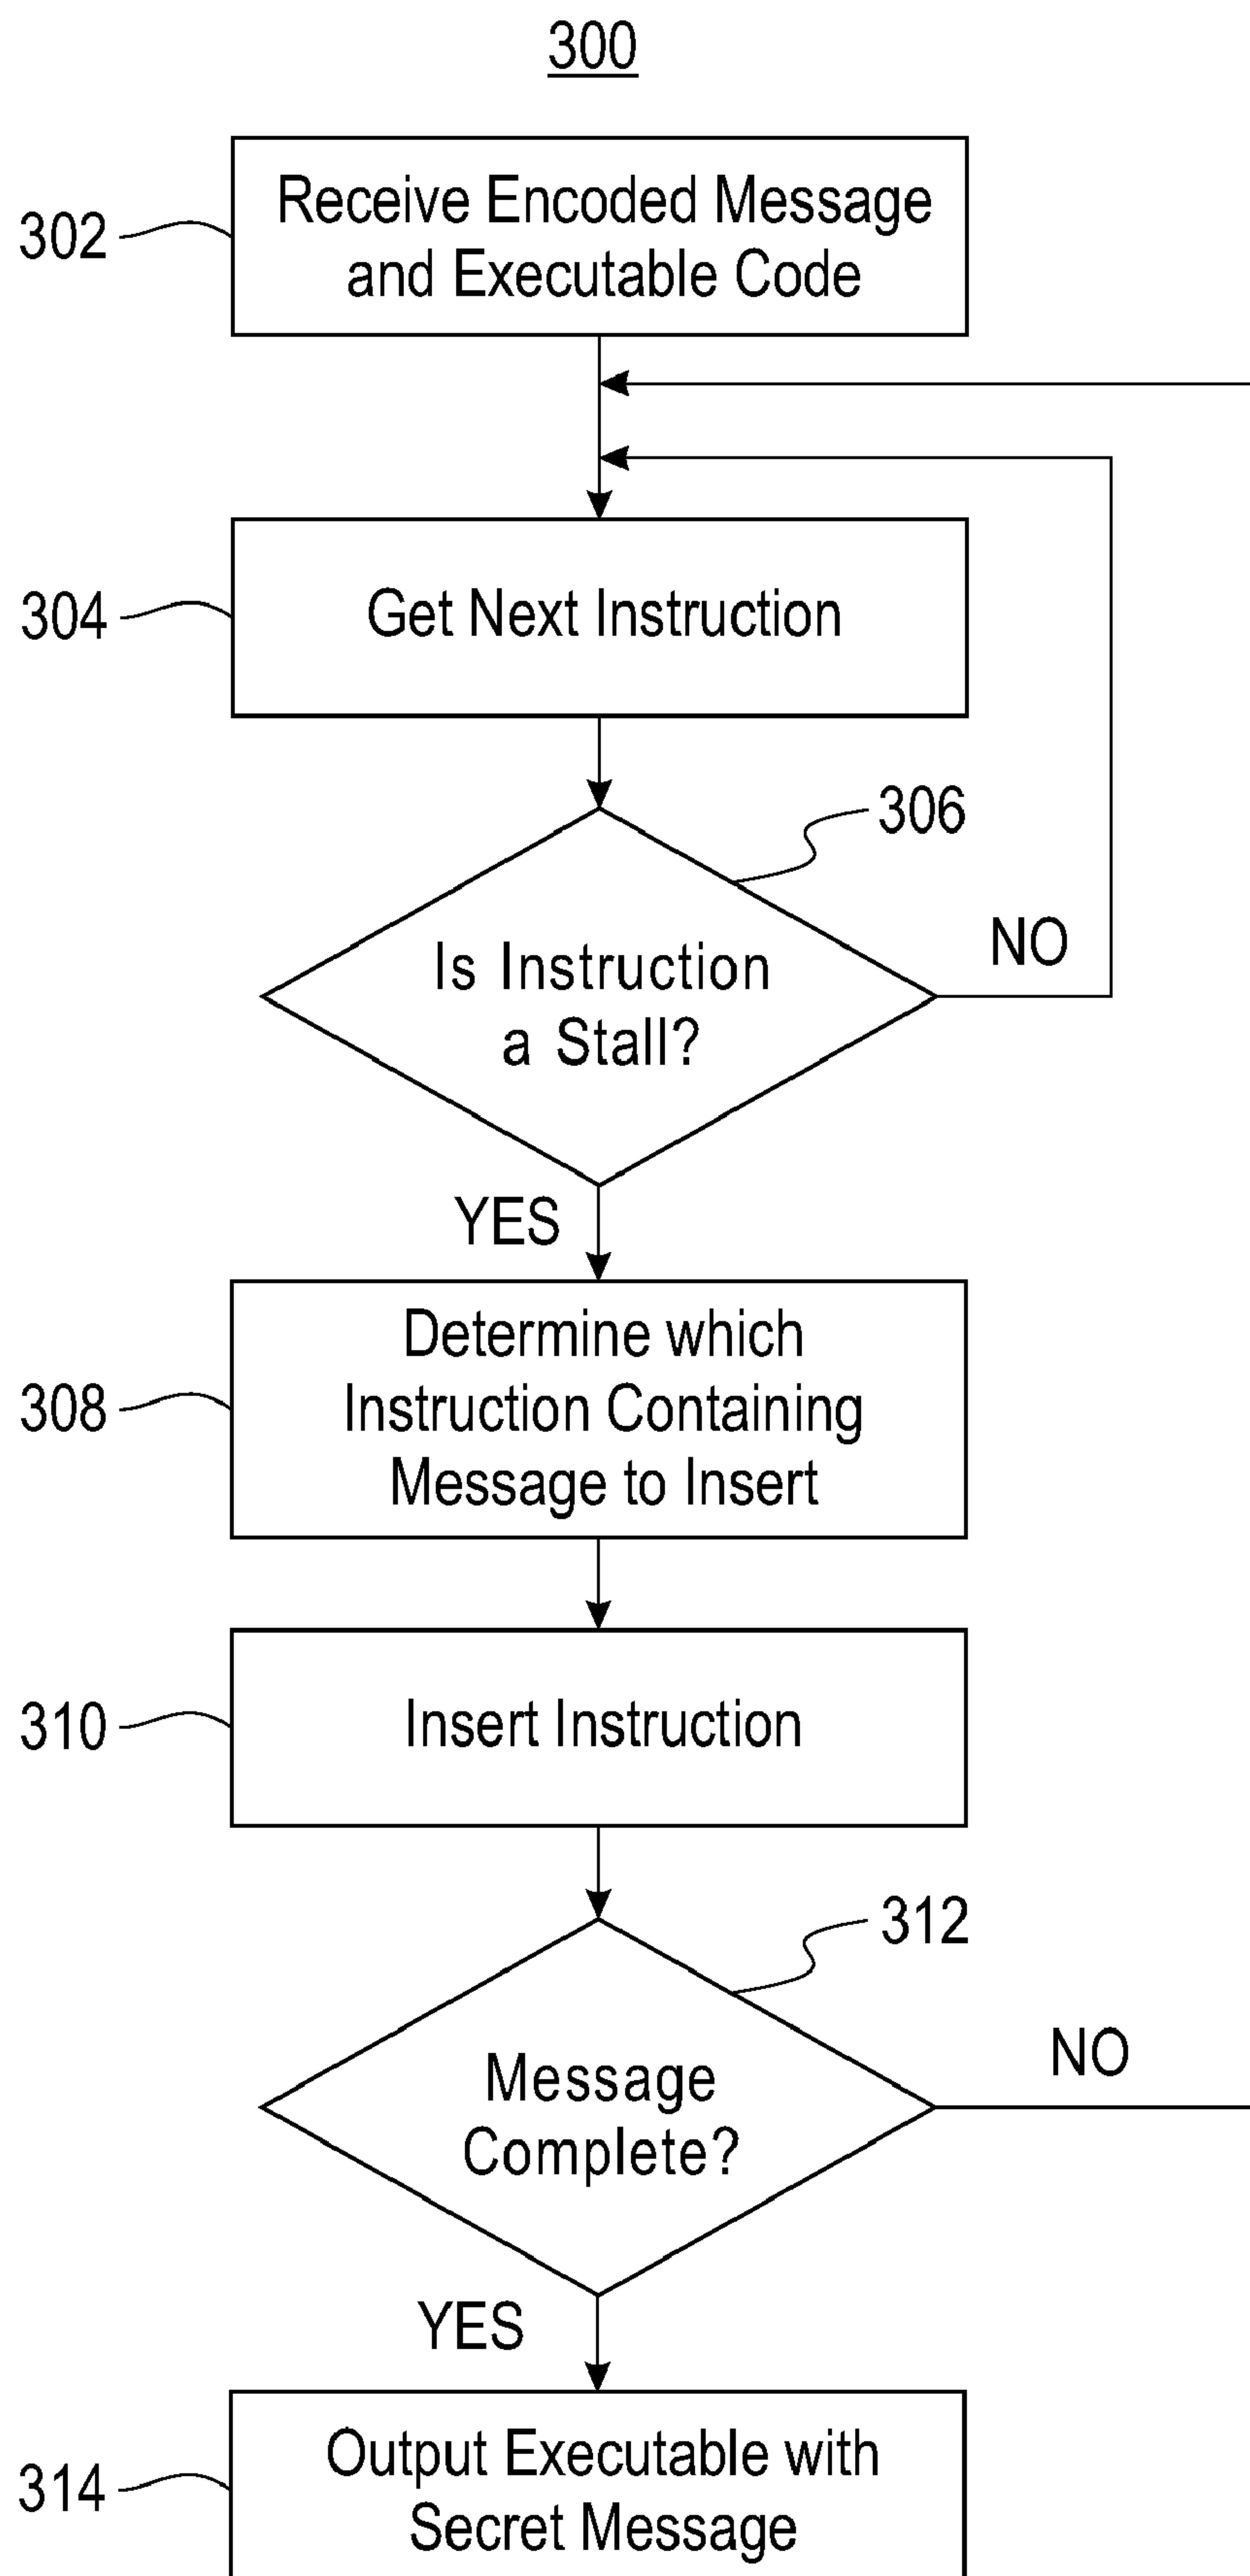 300
302
Receive Encoded Message
and Executable Code
304
Get Next Instruction
306
Is Instruction
a Stall?
NO
YES
308
Determine which
Instruction Containing
Message to Insert
310
Insert Instruction
312
Message
Complete?
NO
YES
314
Output Executable with
Secret Message